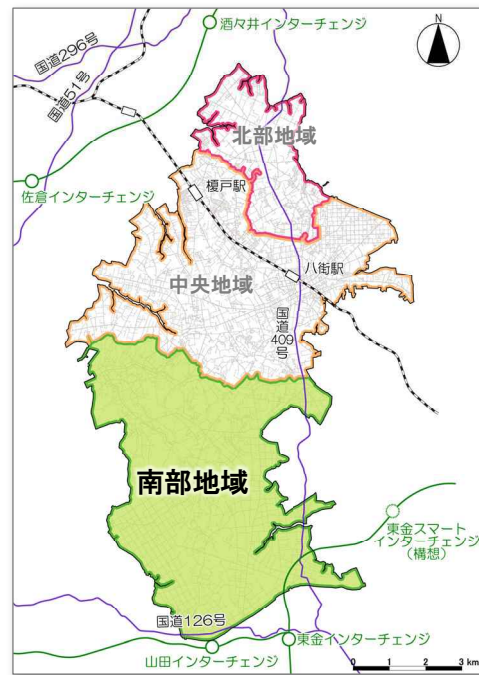 酒々井インターチェンジ
国道296号
国道51号
北部地域
榎戸駅
佐倉インターチェンジ
八街駅
中央地域
国道409号
南部地域
東金スマート
インターチェンジ
（構想）
国道126号
東金インターチェンジ
山田インターチェンジ
0 1 2 3 km